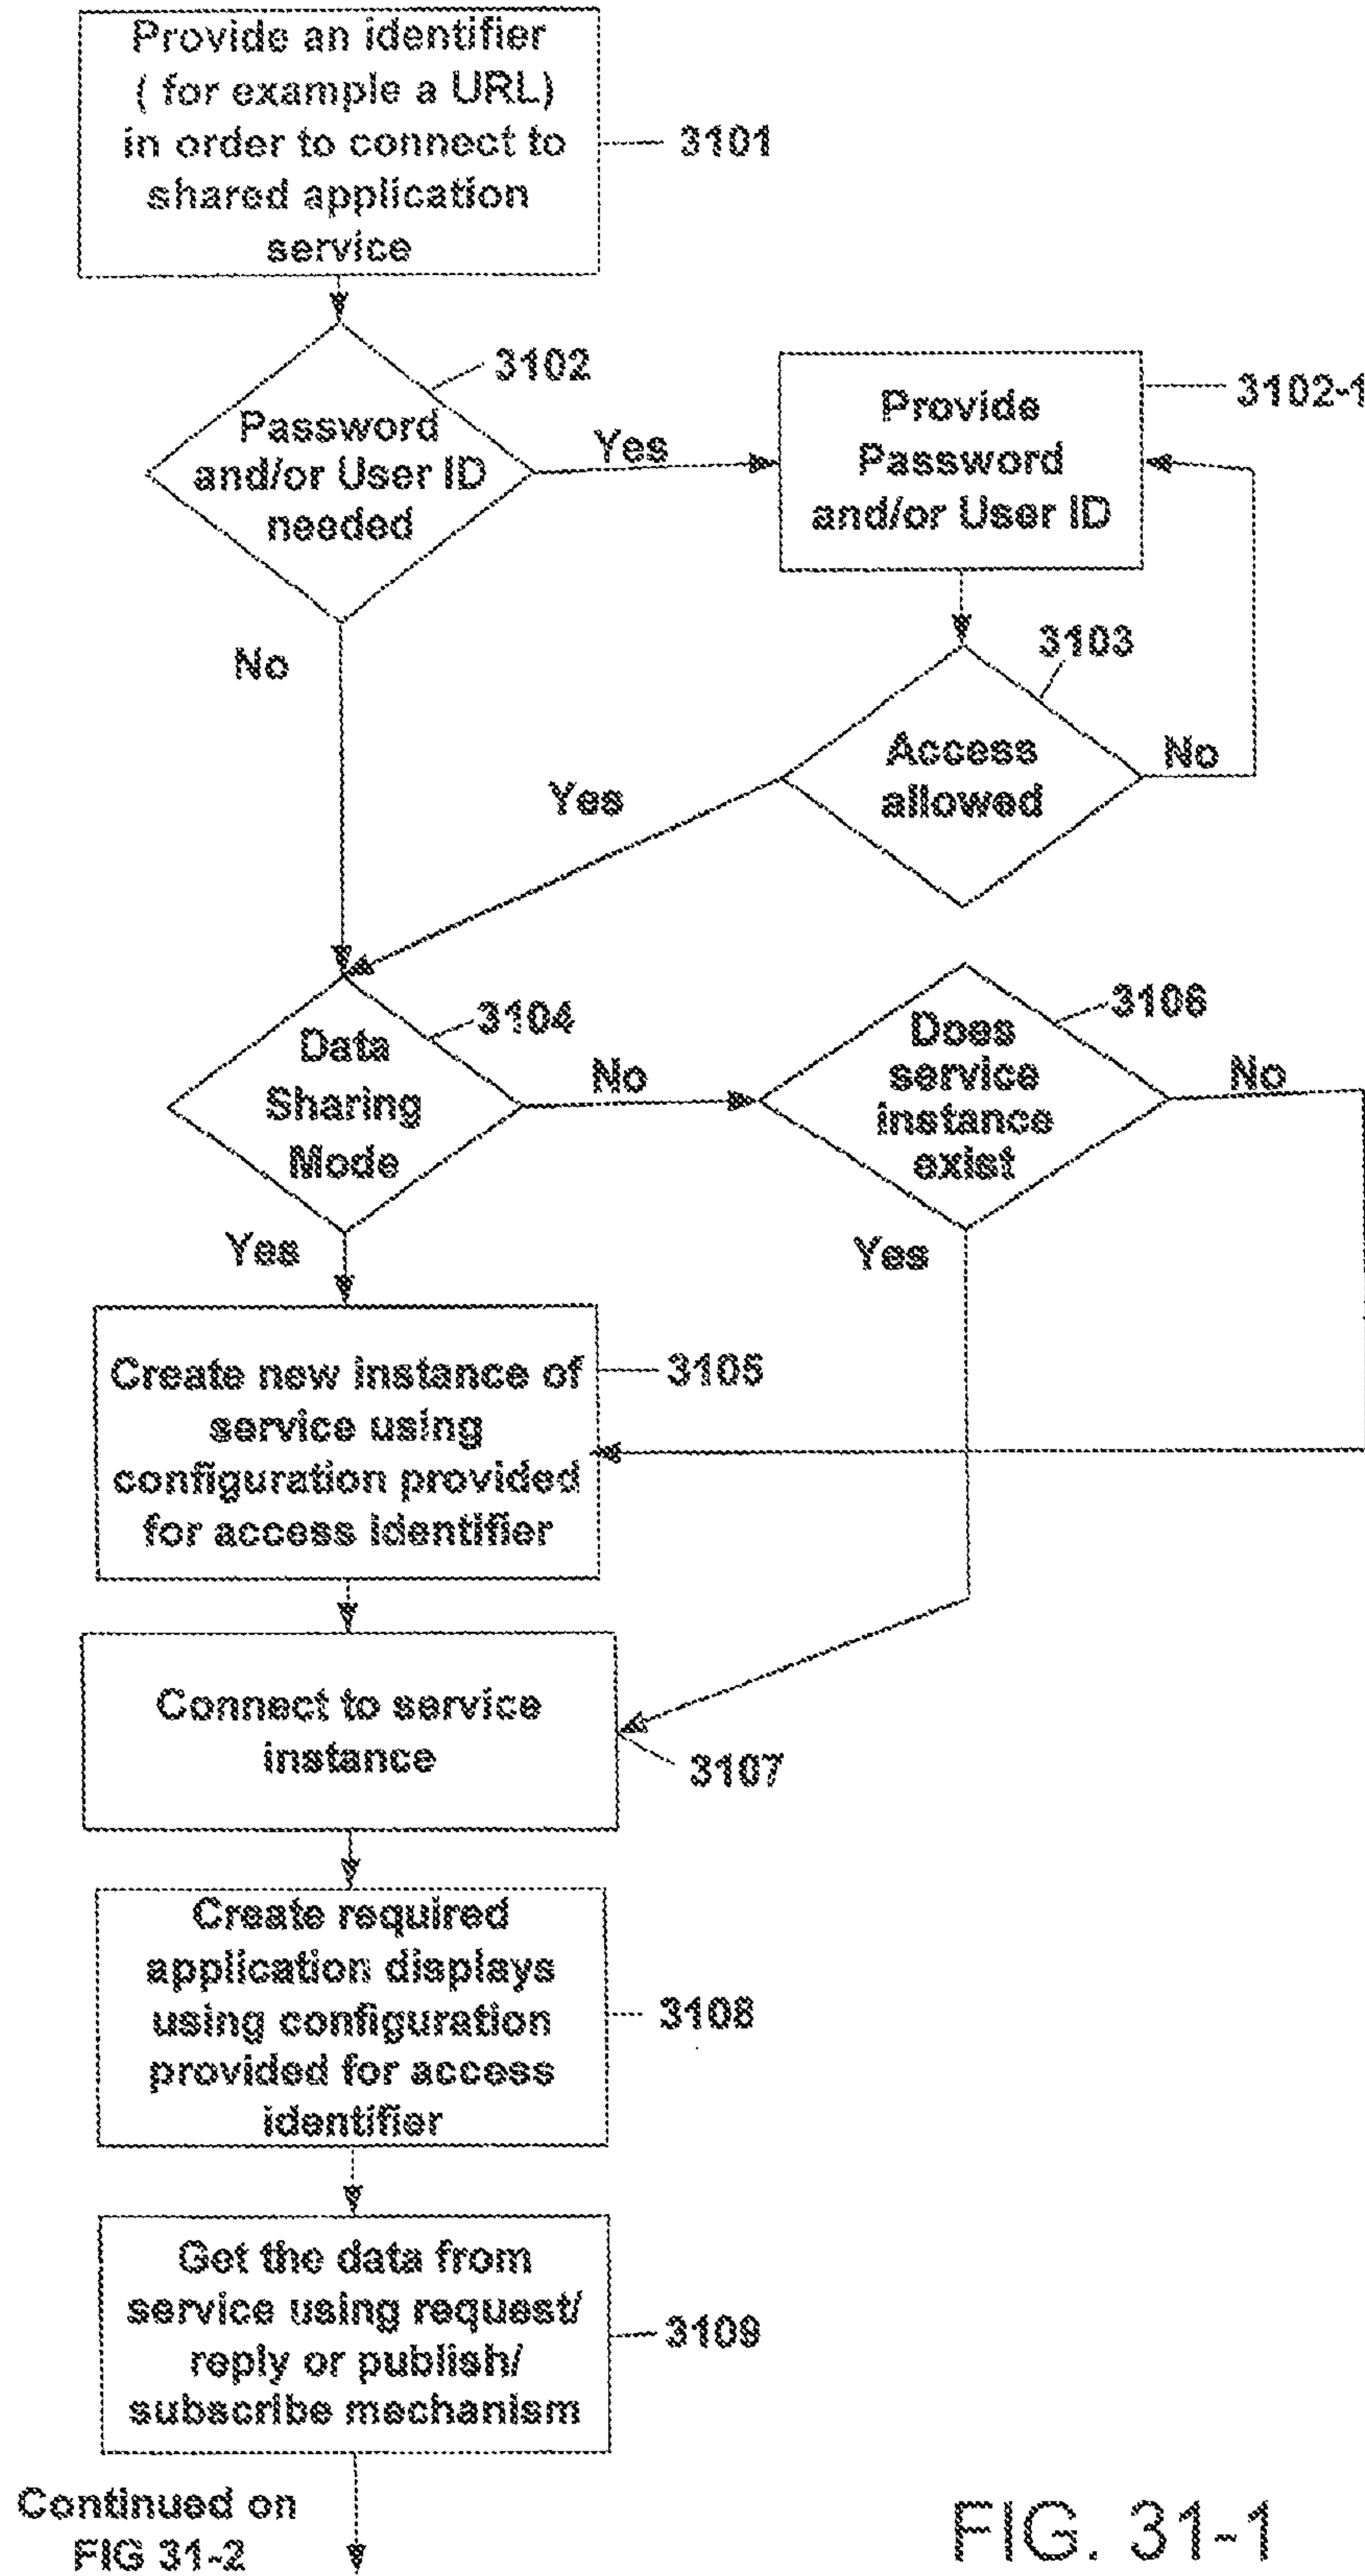 Provide an identifier
( for example a URL)
in order to connect to
shared application
service
3101
3102
Password
and/or User ID
needed
Yes
No
Provide
Password
and/or User ID
3102-1
3103
Access
allowed
No
Yes
3104
Data
Sharing
Mode
No
Yes
3106
Does
service
instance
exist
No
Yes
Create new instance of
service using
configuration provided
for access identifier
3105
Connect to service
instance
3107
Create required
application displays
using configuration
provided for access
identifier
3108
Get the data from
service using request/
reply or publish/
subscribe mechanism
3109
Continued on
FIG 31-2
FIG. 31-1